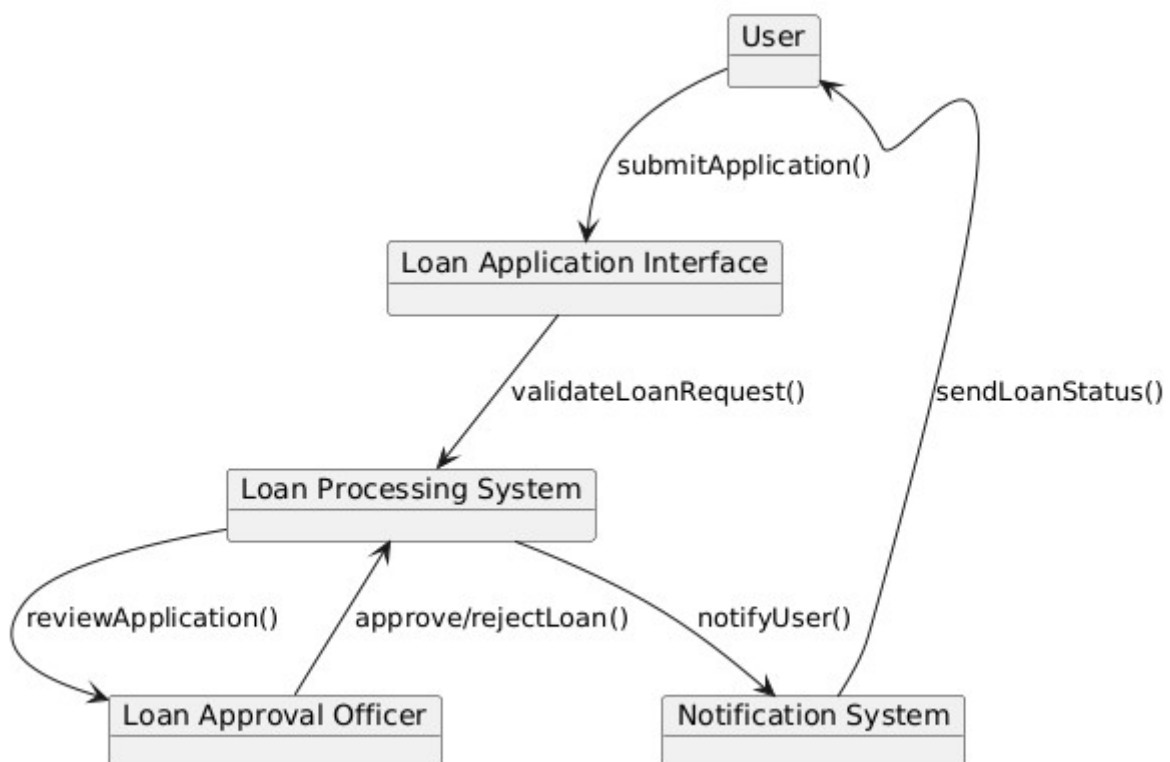 User
submitApplication()
Loan Application Interface
validateLoanRequest()
sendLoanStatus()
Loan Processing System
reviewApplication()
approve/rejectLoan()
notifyUser()
Loan Approval Officer
Notification System